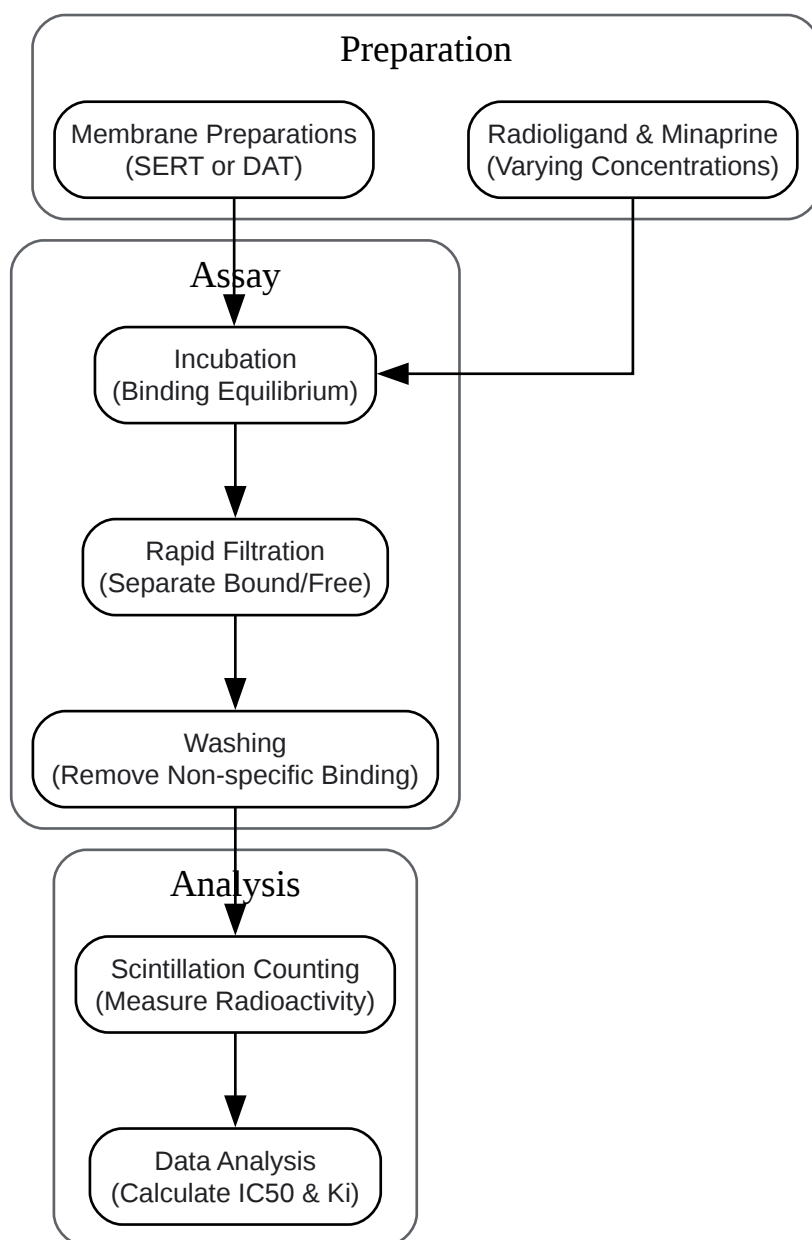 Preparation
Membrane Preparations
(SERT or DAT)
Radioligand & Minaprine
(Varying Concentrations)
Assay
Incubation
(Binding Equilibrium)
Rapid Filtration
(Separate Bound/Free)
Washing
(Remove Non-specific Binding)
Analysis
Scintillation Counting
(Measure Radioactivity)
Data Analysis
(Calculate IC50 & Ki)